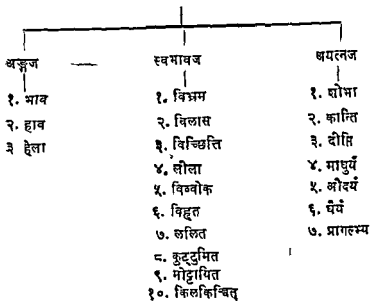 अङ्गज
१. भाव
२. हाव
३ हेला
स्वभावज
१. विभ्रम
२. विलास
३. विच्छित्ति
४. लीला
५. विव्वोक
६. विहृत
७. ललित
८. कुट्टुमित
९. मोट्टायित
१०. किलकिञ्चित्
अयत्नज
१. शोभा
२. कान्ति
३. दीप्ति
४. माधुर्य
५. औदर्य
६. धैर्य
७. प्रागल्भ्य